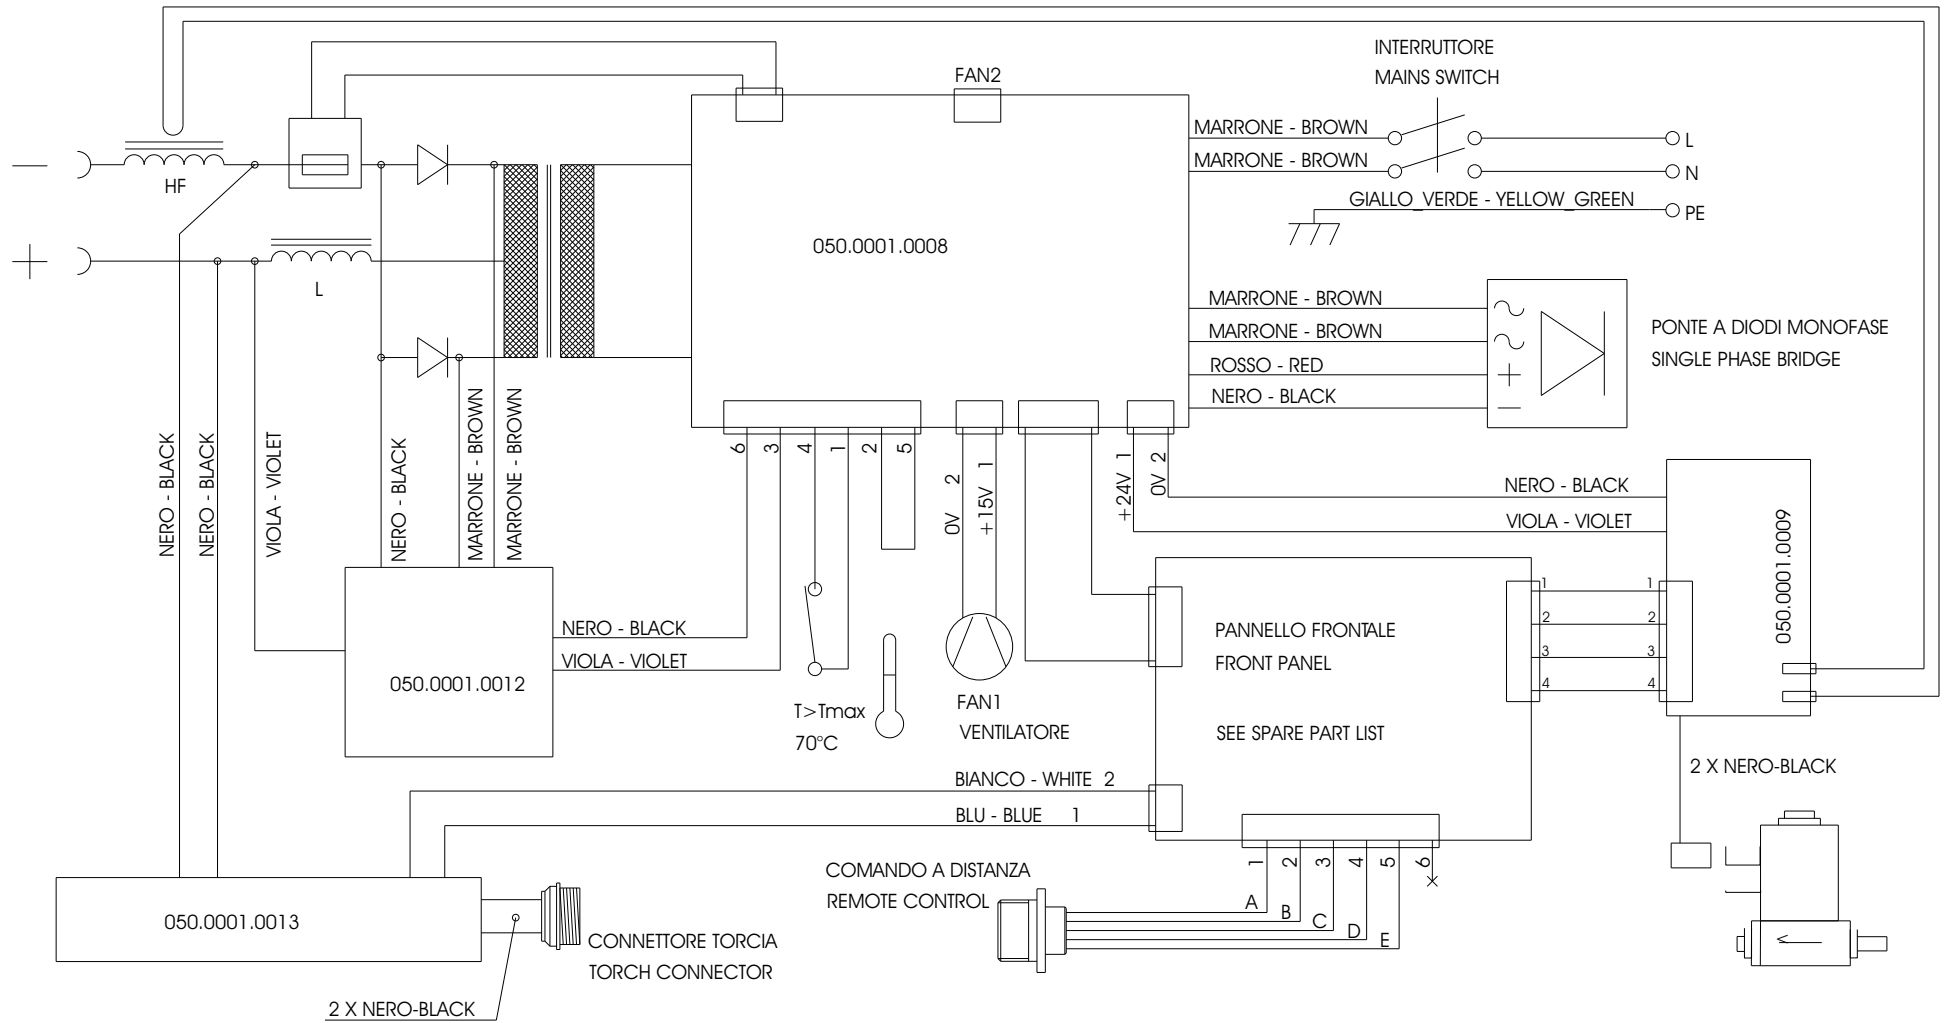 INTERRUTTORE
MAINS SWITCH
FAN2
MARRONE - BROWN
L
MARRONE - BROWN
N
HF
GIALLO_VERDE - YELLOW_GREEN
PE
050.0001.0008
L
MARRONE - BROWN
MARRONE - BROWN
ROSSO - RED
NERO - BLACK
PONTE A DIODI MONOFASE
SINGLE PHASE BRIDGE
NERO - BLACK
NERO - BLACK
VIOLA - VIOLET
NERO - BLACK
MARRONE - BROWN
MARRONE - BROWN
6
3
4
1
2
5
0V 2
+15V 1
+24V 1
0V 2
NERO - BLACK
VIOLA - VIOLET
050.0001.0009
NERO - BLACK
VIOLA - VIOLET
050.0001.0012
T>Tmax
70°C
FAN1
VENTILATORE
PANNELLO FRONTALE
FRONT PANEL
SEE SPARE PART LIST
1
2
3
4
1
2
3
4
2 X NERO-BLACK
BIANCO - WHITE 2
BLU - BLUE 1
1
2
3
4
5
6
COMANDO A DISTANZA
REMOTE CONTROL
A
B
C
D
E
050.0001.0013
CONNETTORE TORCIA
TORCH CONNECTOR
2 X NERO-BLACK